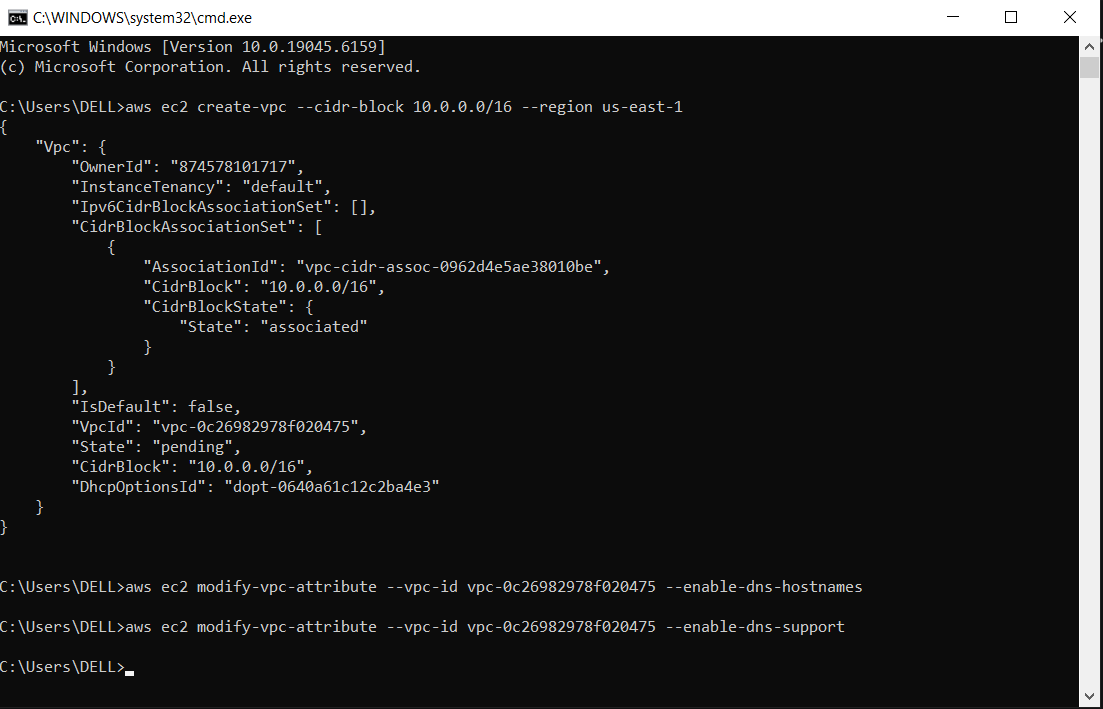 C:\WINDOWS\system32\cmd.exe
Microsoft Windows [Version 10.0.19045.6159]
(c) Microsoft Corporation. All rights reserved.
C:\Users\DELL>aws ec2 create-vpc --cidr-block 10.0.0.0/16 --region us-east-1
{
    "Vpc": {
        "OwnerId": "874578101717",
        "InstanceTenancy": "default",
        "Ipv6CidrBlockAssociationSet": [],
        "CidrBlockAssociationSet": [
            {
                "AssociationId": "vpc-cidr-assoc-0962d4e5ae38010be",
                "CidrBlock": "10.0.0.0/16",
                "CidrBlockState": {
                    "State": "associated"
                }
            }
        ],
        "IsDefault": false,
        "VpcId": "vpc-0c26982978f020475",
        "State": "pending",
        "CidrBlock": "10.0.0.0/16",
        "DhcpOptionsId": "dopt-0640a61c12c2ba4e3"
    }
}
C:\Users\DELL>aws ec2 modify-vpc-attribute --vpc-id vpc-0c26982978f020475 --enable-dns-hostnames
C:\Users\DELL>aws ec2 modify-vpc-attribute --vpc-id vpc-0c26982978f020475 --enable-dns-support
C:\Users\DELL>